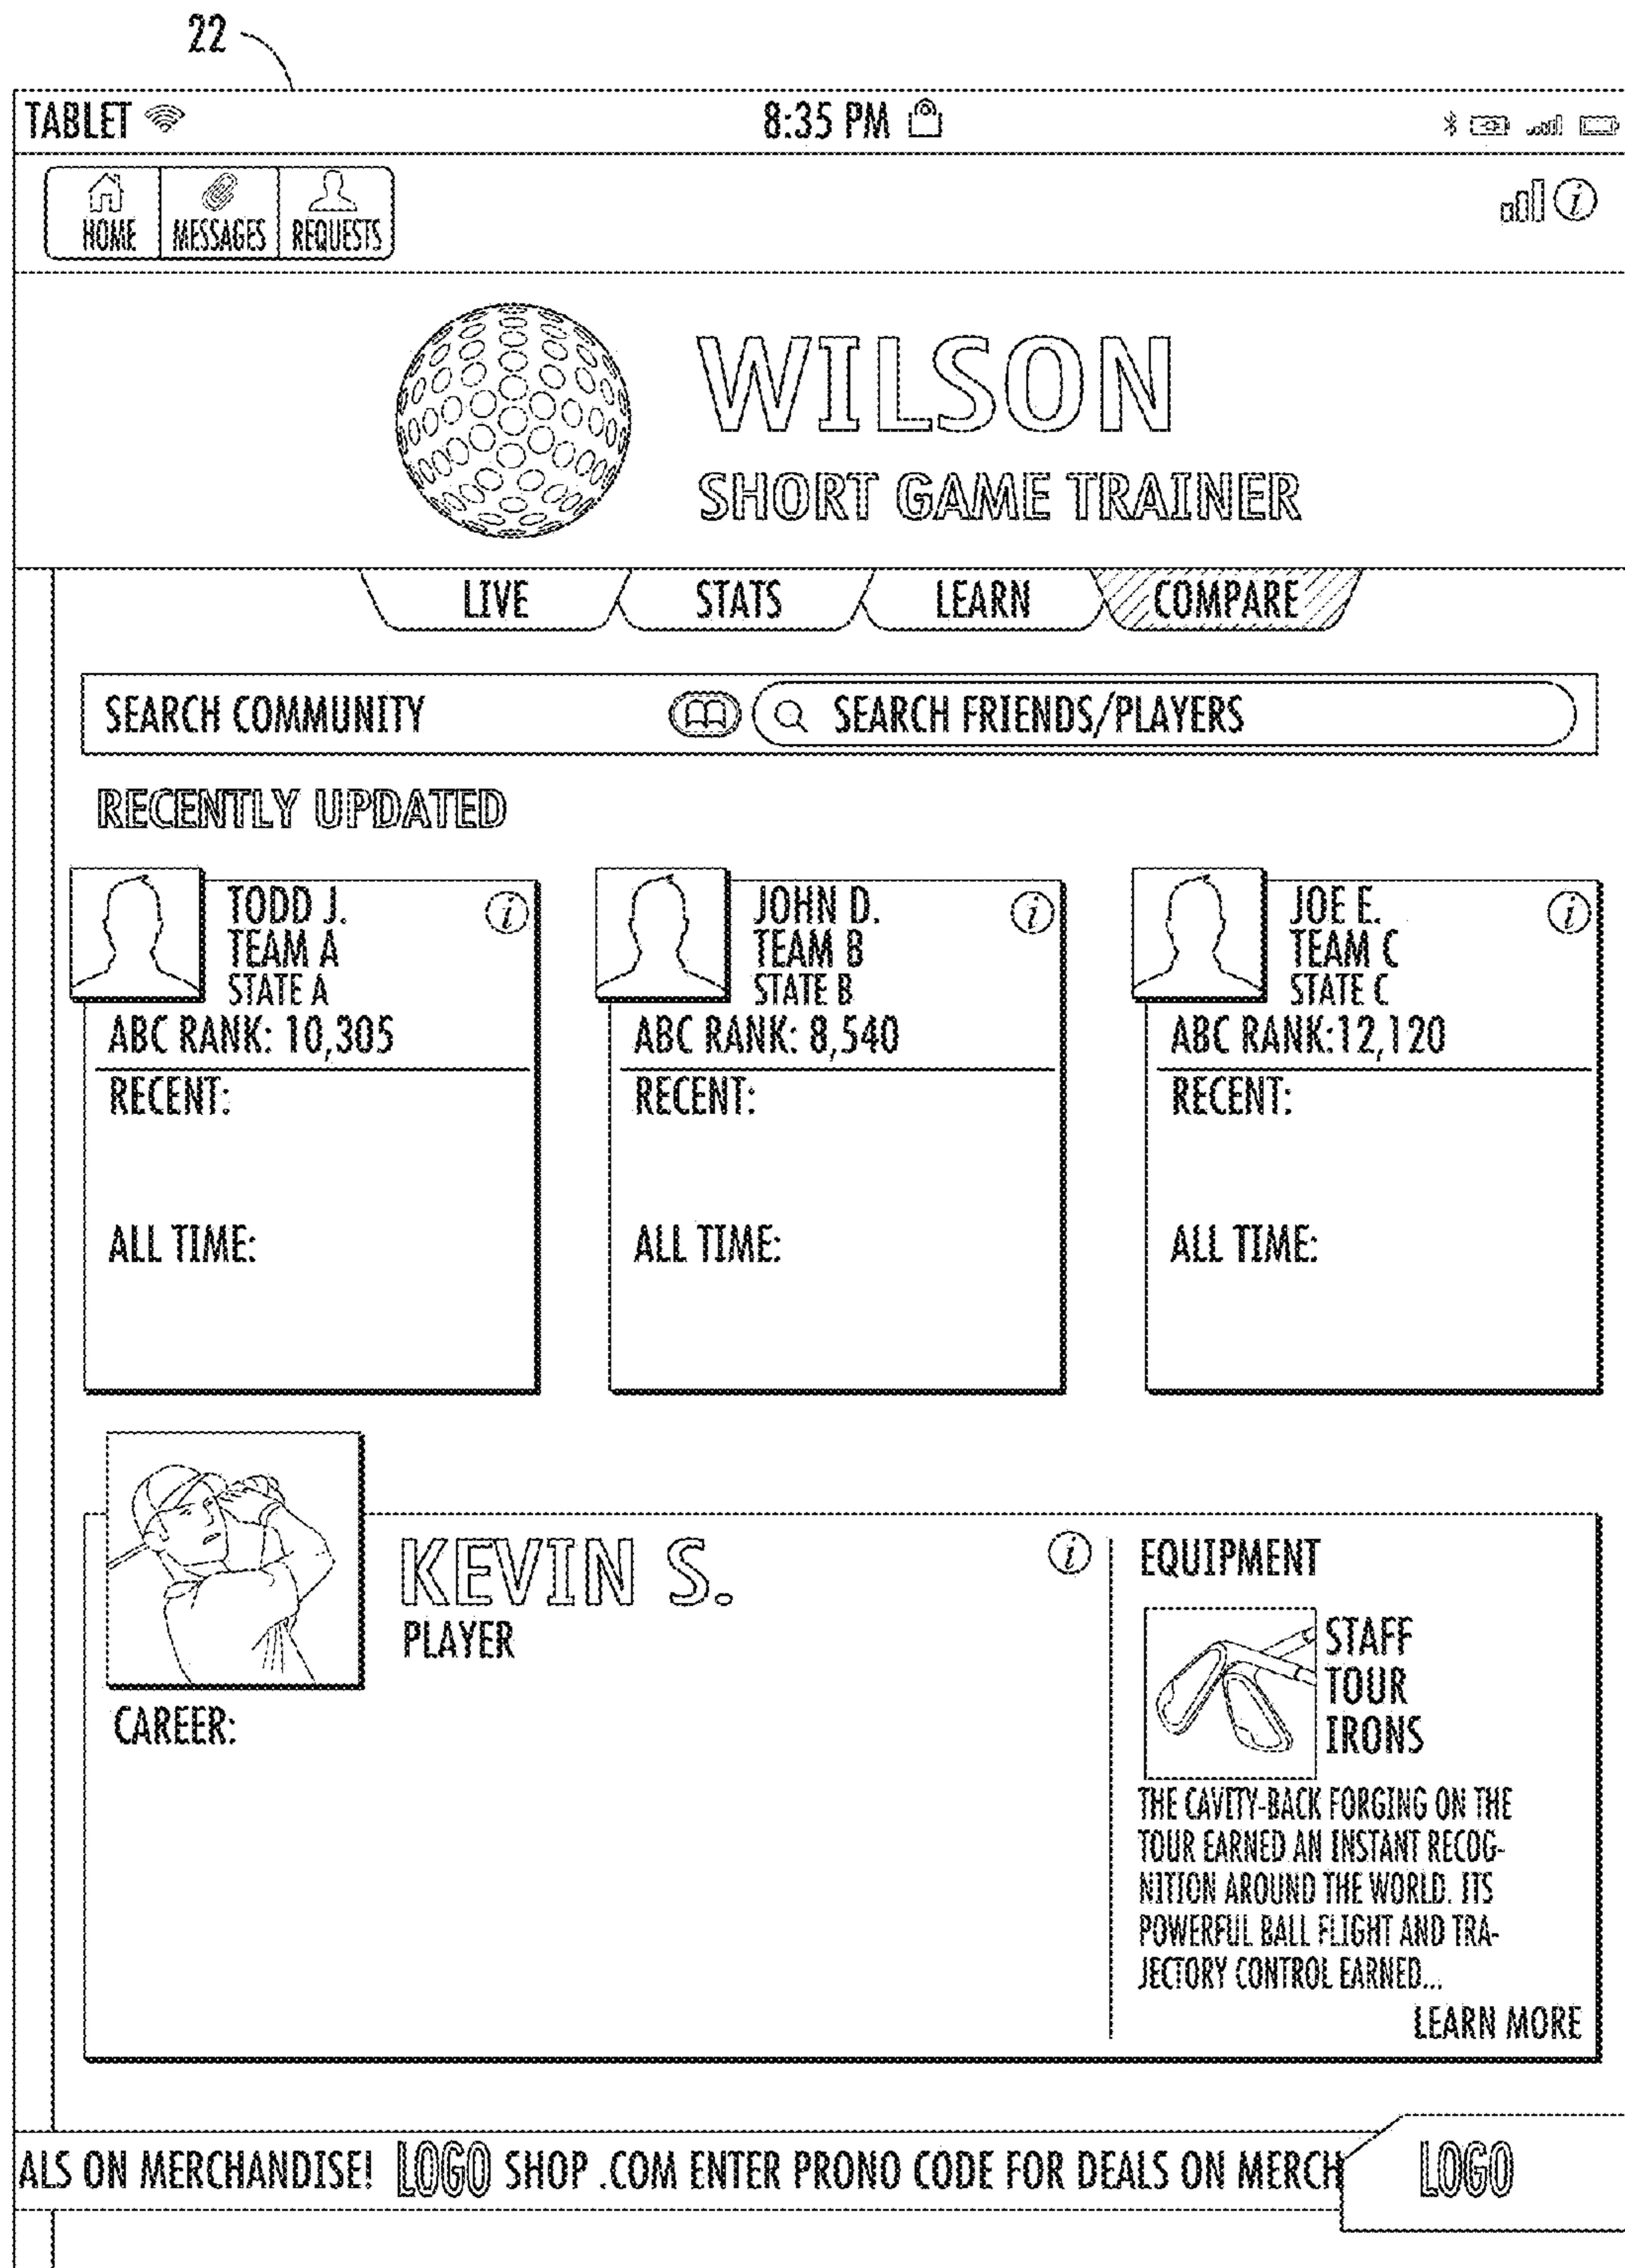 22
TABLET 8:35 PM
HOME MESSAGES REQUESTS
WILSON
SHORT GAME TRAINER
LIVE STATS LEARN COMPARE
SEARCH COMMUNITY SEARCH FRIENDS/PLAYERS
RECENTLY UPDATED
TODD J.
TEAM A
STATE A
ABC RANK: 10,305
RECENT:
ALL TIME:
JOHN D.
TEAM B
STATE B
ABC RANK: 8,540
RECENT:
ALL TIME:
JOE E.
TEAM C
STATE C
ABC RANK:12,120
RECENT:
ALL TIME:
KEVIN S.
PLAYER
CAREER:
EQUIPMENT
STAFF
TOUR
IRONS
THE CAVITY-BACK FORGING ON THE
TOUR EARNED AN INSTANT RECOG-
NITION AROUND THE WORLD. ITS
POWERFUL BALL FLIGHT AND TRA-
JECTORY CONTROL EARNED...
LEARN MORE
ALS ON MERCHANDISE! LOGO SHOP .COM ENTER PRONO CODE FOR DEALS ON MERCH LOGO